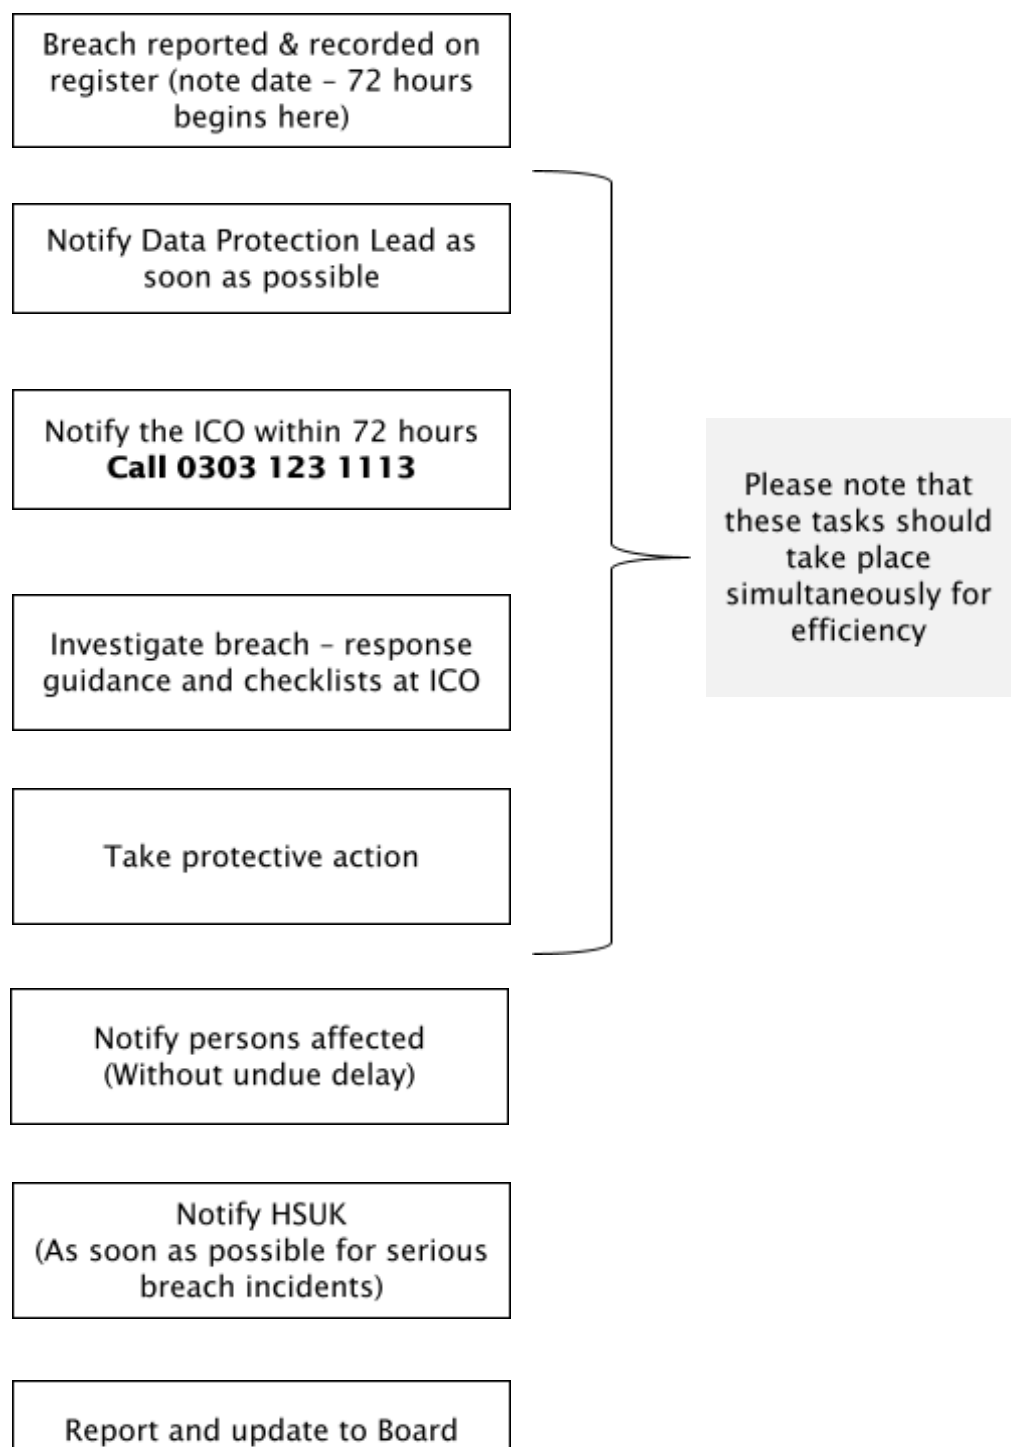 Breach reported & recorded on
register (note date – 72 hours
begins here)
Notify Data Protection Lead as
soon as possible
Notify the ICO within 72 hours
Call 0303 123 1113
Please note that
these tasks should
take place
simultaneously for
efficiency
Investigate breach – response
guidance and checklists at ICO
Take protective action
Notify persons affected
(Without undue delay)
Notify HSUK
(As soon as possible for serious
breach incidents)
Report and update to Board